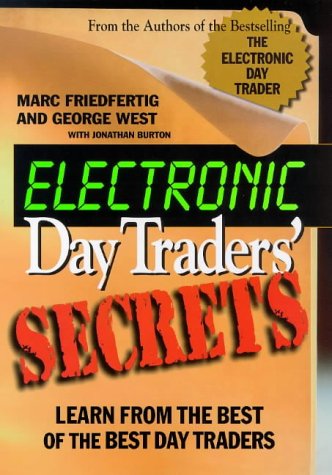 From the Authors of the Bestselling
THE
ELECTRONIC
DAY
TRADER
MARC FRIEDFERTIG
AND GEORGE WEST
WITH JONATHAN BURTON
ELECTRONIC
Day Traders'
SECRETS
LEARN FROM THE BEST
OF THE BEST DAY TRADERS